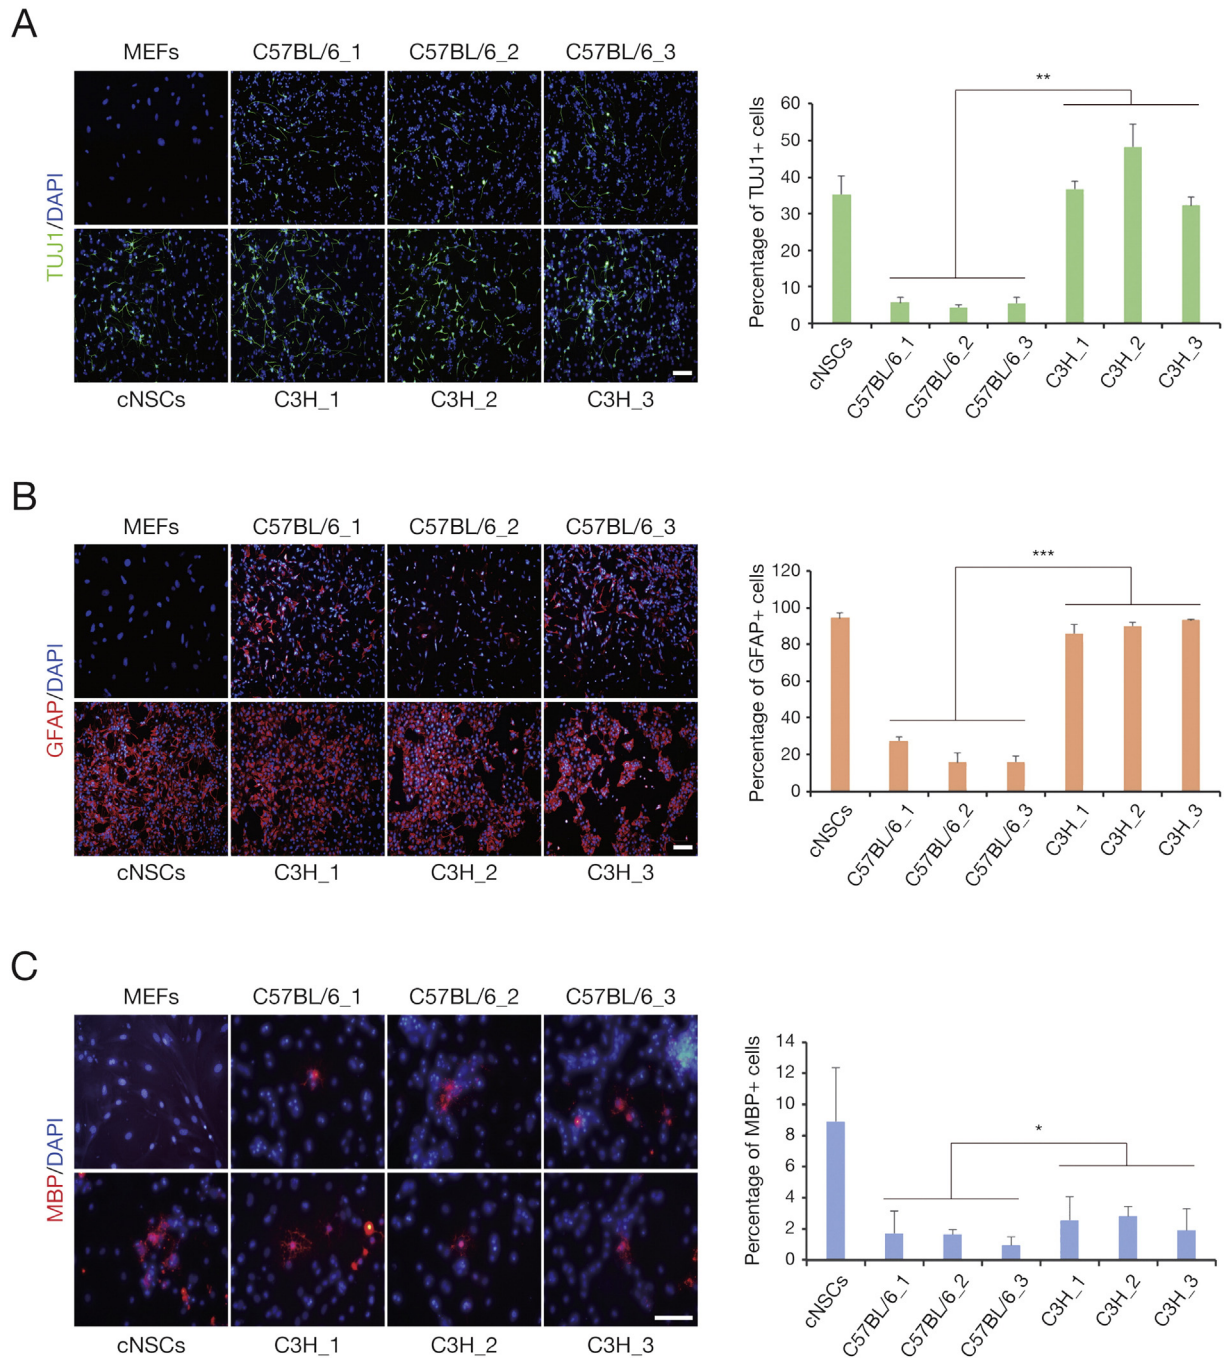 A
MEFs C57BL/6_1 C57BL/6_2 C57BL/6_3
TUJ1/DAPI
cNSCs C3H_1 C3H_2 C3H_3
**
Percentage of TUJ1+ cells
60
50
40
30
20
10
0
cNSCs C57BL/6_1 C57BL/6_2 C57BL/6_3 C3H_1 C3H_2 C3H_3
B
MEFs C57BL/6_1 C57BL/6_2 C57BL/6_3
GFAP/DAPI
cNSCs C3H_1 C3H_2 C3H_3
***
Percentage of GFAP+ cells
120
100
80
60
40
20
0
cNSCs C57BL/6_1 C57BL/6_2 C57BL/6_3 C3H_1 C3H_2 C3H_3
C
MEFs C57BL/6_1 C57BL/6_2 C57BL/6_3
MBP/DAPI
cNSCs C3H_1 C3H_2 C3H_3
*
Percentage of MBP+ cells
14
12
10
8
6
4
2
0
cNSCs C57BL/6_1 C57BL/6_2 C57BL/6_3 C3H_1 C3H_2 C3H_3